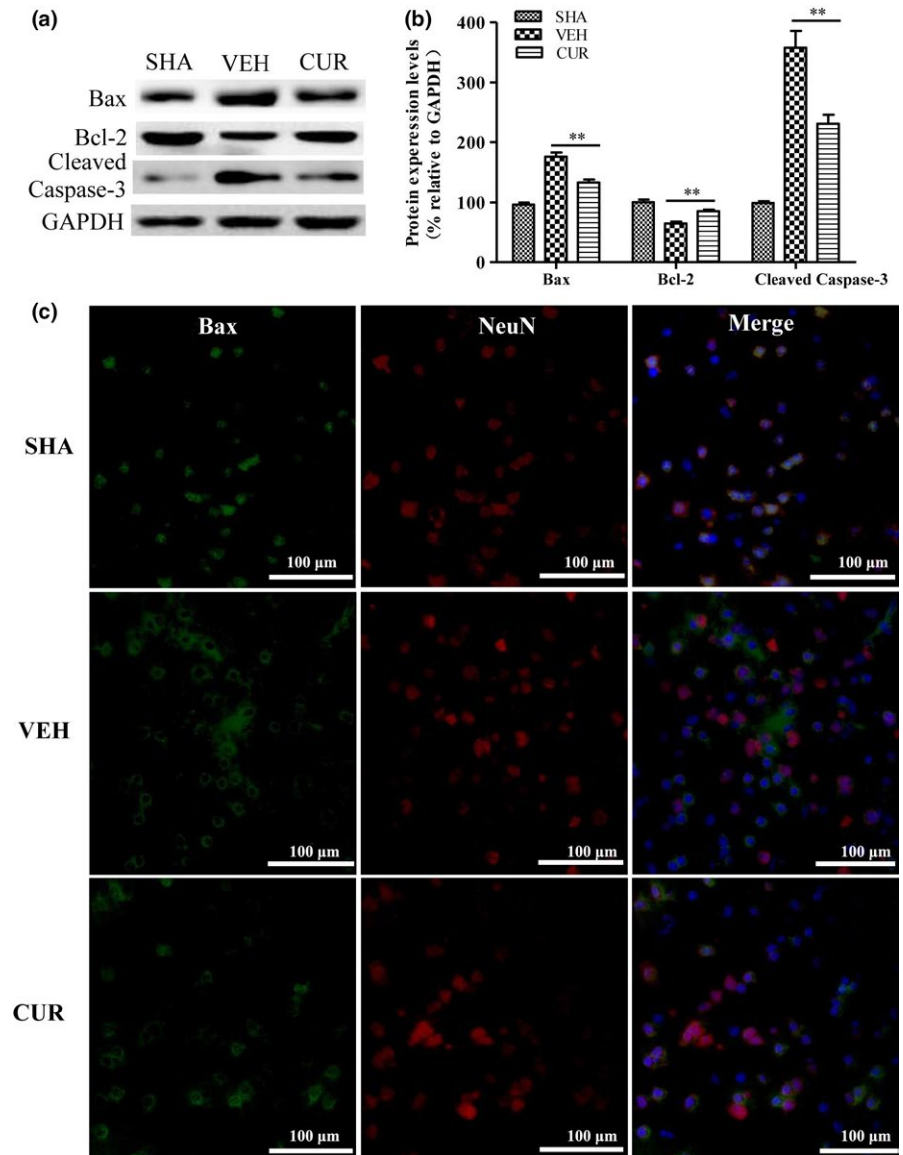 (a)
SHA VEH CUR
Bax
Bcl-2
Cleaved
Caspase-3
GAPDH
(b)
SHA
VEH
CUR
Protein experession levels
(% relative to GAPDH)
400
300
200
100
0
**
**
**
Bax Bcl-2 Cleaved Caspase-3
(c)
Bax NeuN Merge
SHA
100 µm 100 µm 100 µm
VEH
100 µm 100 µm 100 µm
CUR
100 µm 100 µm 100 µm